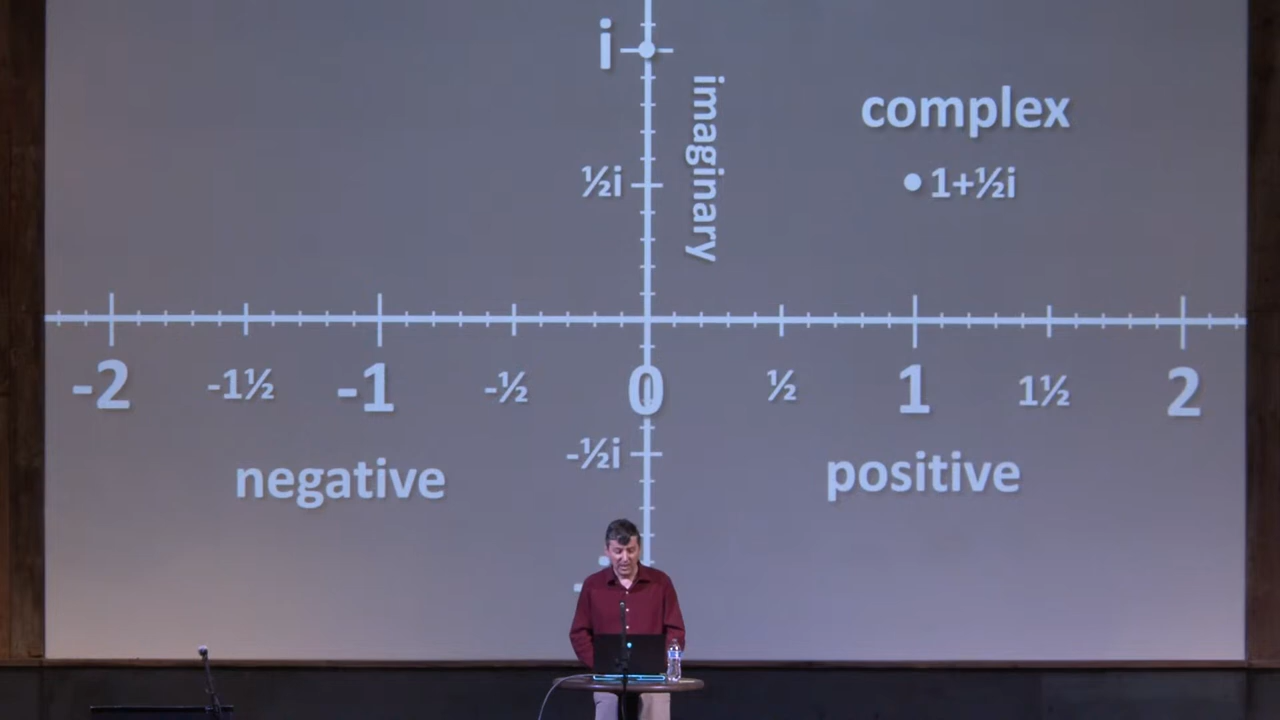 i
imaginary
complex
½i
1+½i
-2
-1½
-1
-½
0
½
1
1½
2
-½i
negative
positive